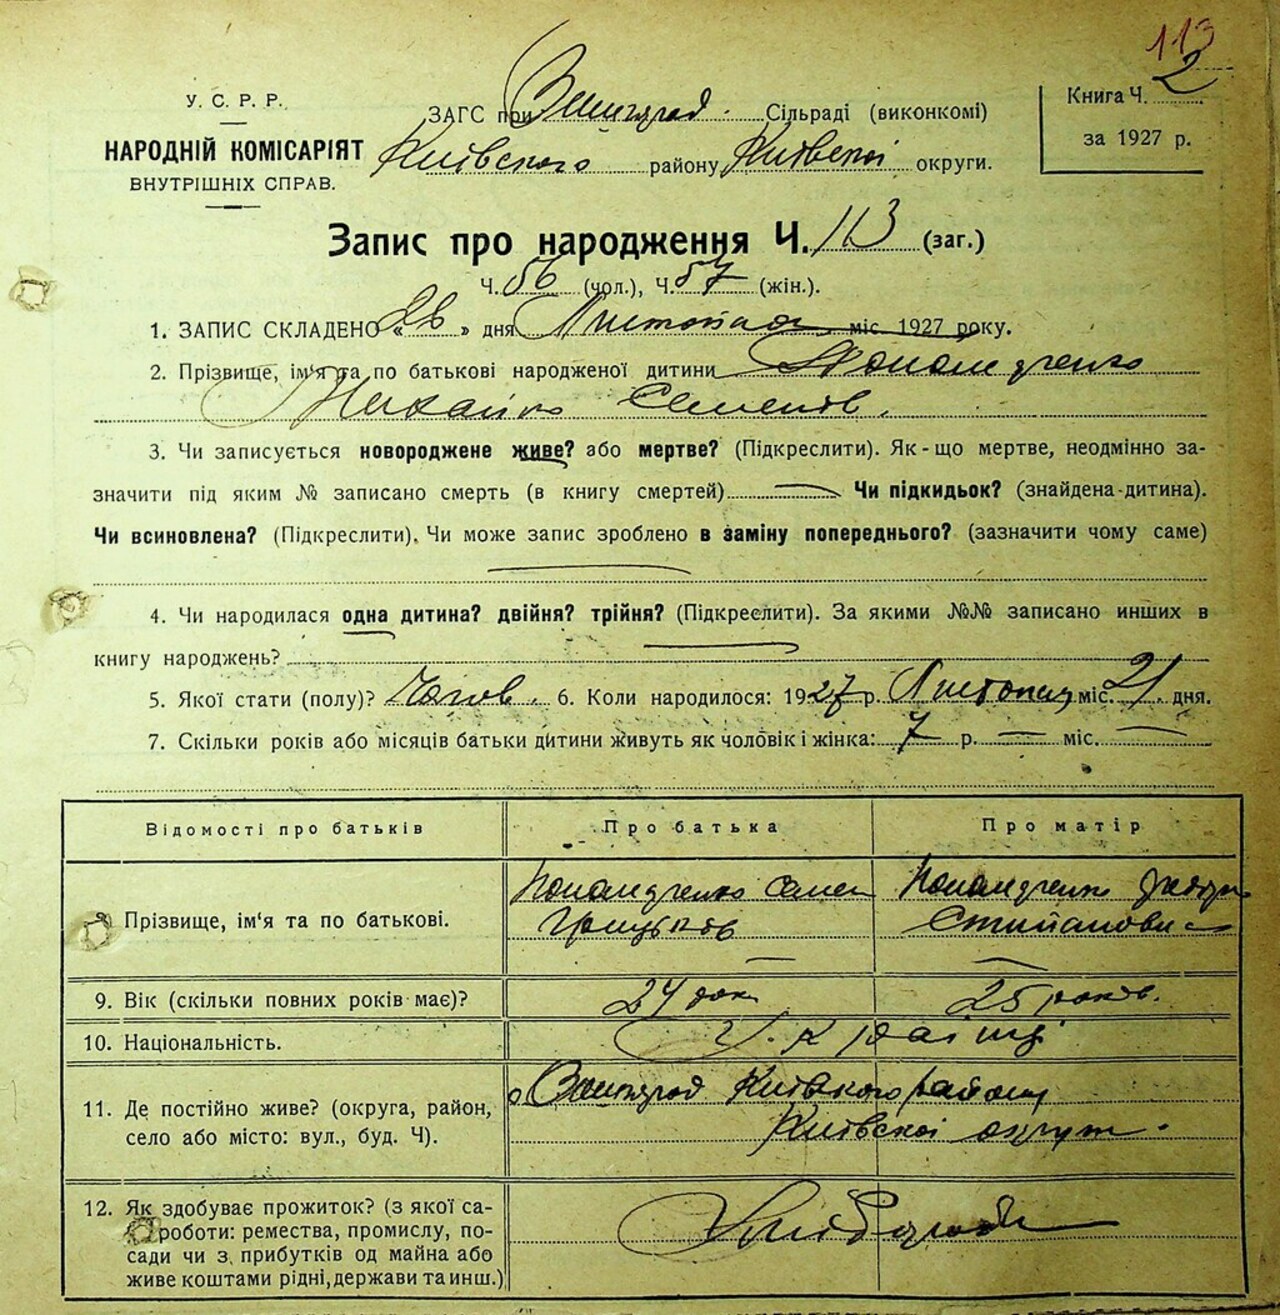 113
2
У. С. Р. Р.
НАРОДНІЙ КОМІСАРІЯТ
ВНУТРІШНІХ СПРАВ.
ЗАГС при Сільраді (виконкомі)
Київського району Київської округи.
Книга Ч.
за 1927 р.
Запис про народження Ч. 113 (заг.)
Ч. 56 (чол.), Ч. 57 (жін.).
1. ЗАПИС СКЛАДЕНО «26» дня Листопада міс. 1927 року.
2. Прізвище, ім'я та по батькові народженої дитини
Михайло Семенов.
3. Чи записується новороджене живе? або мертве? (Підкреслити). Як-що мертве, неодмінно за-
значити під яким № записано смерть (в книгу смертей) — Чи підкидьок? (знайдена-дитина).
Чи всиновлена? (Підкреслити). Чи може запис зроблено в заміну попереднього? (зазначити чому саме)
—
4. Чи народилася одна дитина? двійня? трійня? (Підкреслити). За якими №№ записано инших в
книгу народжень? —
5. Якої стати (полу)? Чолов. 6. Коли народилося: 1927 р. Листопад міс. 21. дня.
7. Скільки років або місяців батьки дитини живуть як чоловік і жінка: 7 р. — міс. —
Відомості про батьків
Про батька
Про матір
Прізвище, ім'я та по батькові.
9. Вік (скільки повних років має)?
24 рок
25 років.
10. Національність.
Українці
11. Де постійно живе? (округа, район,
село або місто: вул., буд. Ч).
Київського району
Київської округи.
12. Як здобуває прожиток? (з якої са-
роботи: ремества, промислу, по-
сади чи з прибутків од майна або
живе коштами рідні, держави та инш.)
Хлібороби